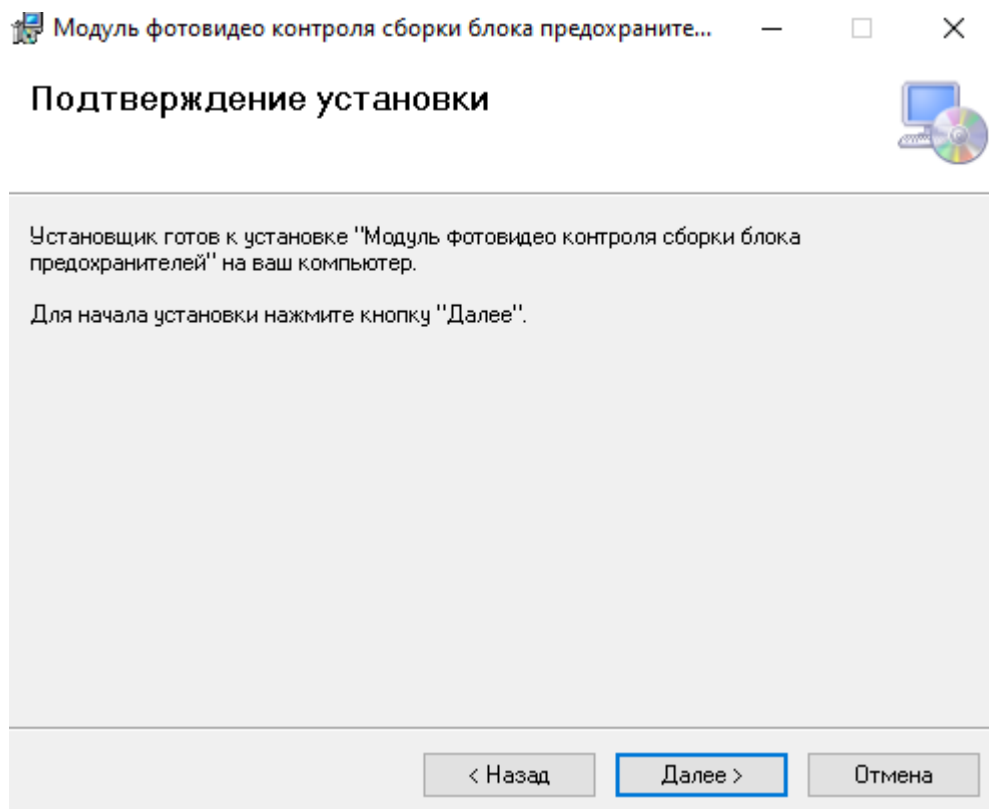 Модуль фотовидео контроля сборки блока предохраните...
Подтверждение установки
Установщик готов к установке "Модуль фотовидео контроля сборки блока
предохранителей" на ваш компьютер.
Для начала установки нажмите кнопку "Далее".
< Назад
Далее >
Отмена